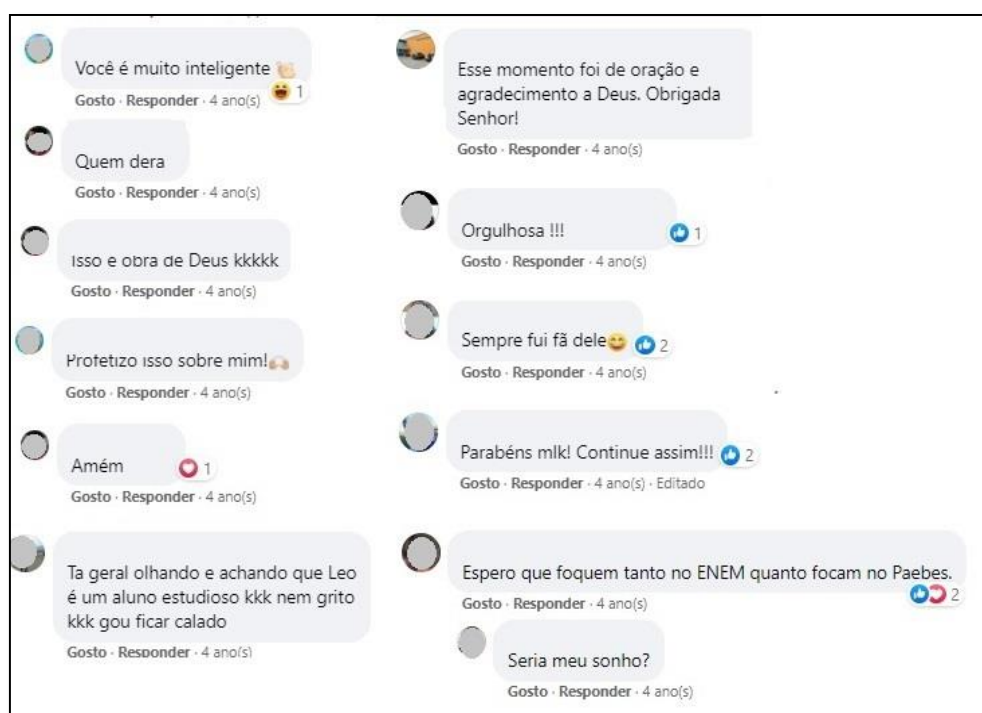 Você é muito inteligente
1
Gosto · Responder · 4 ano(s)
Quem dera
Gosto · Responder · 4 ano(s)
Isso e obra de Deus kkkkk
Gosto · Responder · 4 ano(s)
Profetizo isso sobre mim!
Gosto · Responder · 4 ano(s)
Amém
1
Gosto · Responder · 4 ano(s)
Ta geral olhando e achando que Leo
é um aluno estudioso kkk nem grito
kkk gou ficar calado
Gosto · Responder · 4 ano(s)
Esse momento foi de oração e
agradecimento a Deus. Obrigada
Senhor!
Gosto · Responder · 4 ano(s)
Orgulhosa !!!
1
Gosto · Responder · 4 ano(s)
Sempre fui fã dele
2
Gosto · Responder · 4 ano(s)
Parabéns mlk! Continue assim!!!
2
Gosto · Responder · 4 ano(s) · Editado
Espero que foquem tanto no ENEM quanto focam no Paebes.
2
Gosto · Responder · 4 ano(s)
Seria meu sonho?
Gosto · Responder · 4 ano(s)